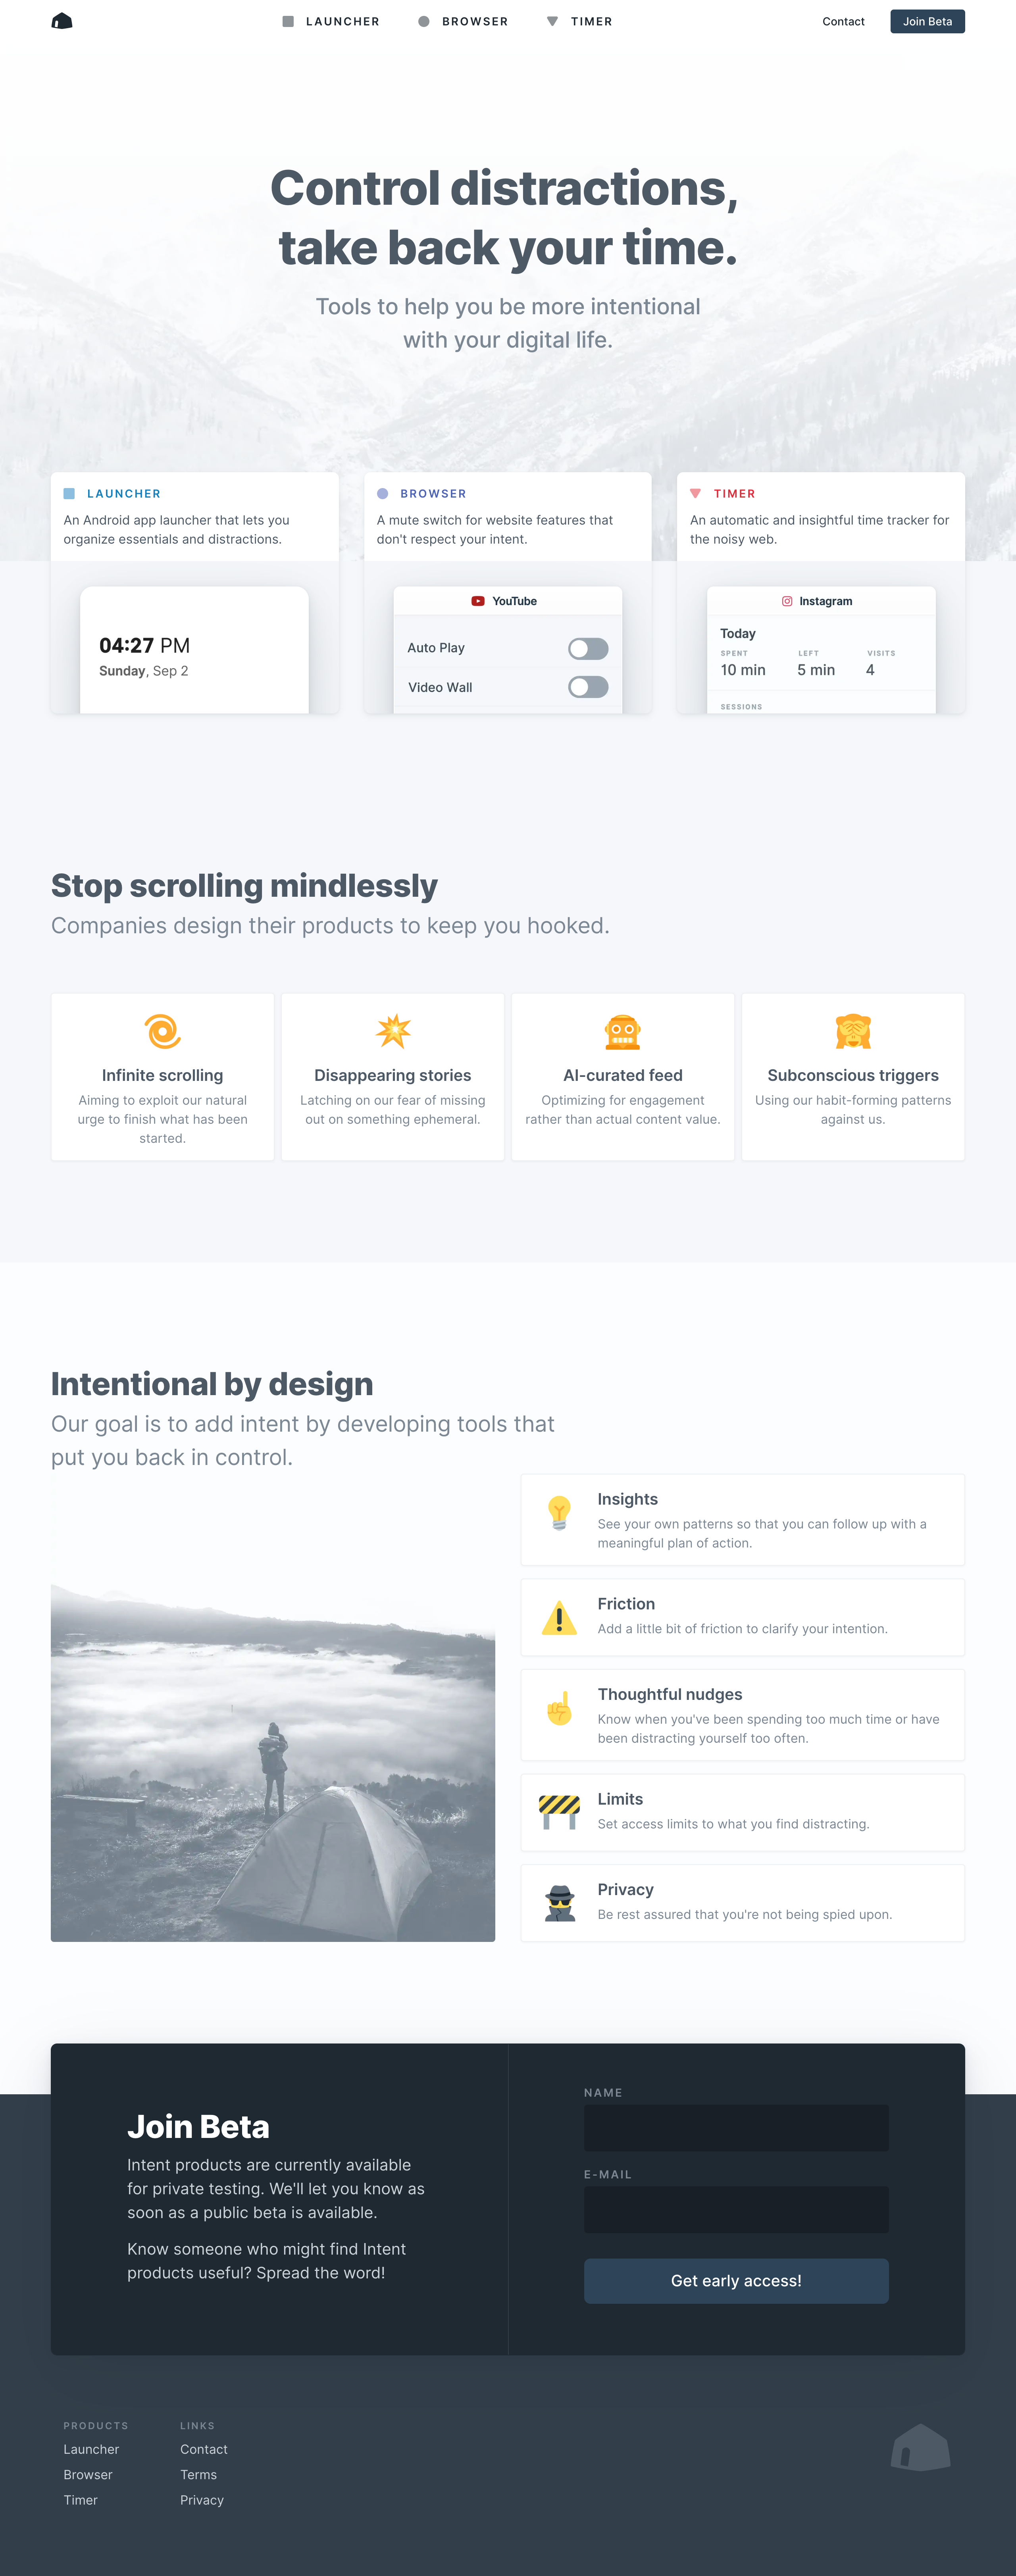 LAUNCHER
BROWSER
TIMER
Contact
Join Beta
Control distractions,
take back your time.
Tools to help you be more intentional
with your digital life.
LAUNCHER
An Android app launcher that lets you
organize essentials and distractions.
04:27 PM
Sunday, Sep 2
BROWSER
A mute switch for website features that
don't respect your intent.
YouTube
Auto Play
Video Wall
TIMER
An automatic and insightful time tracker for
the noisy web.
Instagram
Today
SPENT LEFT VISITS
10 min 5 min 4
SESSIONS
Stop scrolling mindlessly
Companies design their products to keep you hooked.
Infinite scrolling
Aiming to exploit our natural
urge to finish what has been
started.
Disappearing stories
Latching on our fear of missing
out on something ephemeral.
AI-curated feed
Optimizing for engagement
rather than actual content value.
Subconscious triggers
Using our habit-forming patterns
against us.
Intentional by design
Our goal is to add intent by developing tools that
put you back in control.
Insights
See your own patterns so that you can follow up with a
meaningful plan of action.
Friction
Add a little bit of friction to clarify your intention.
Thoughtful nudges
Know when you've been spending too much time or have
been distracting yourself too often.
Limits
Set access limits to what you find distracting.
Privacy
Be rest assured that you're not being spied upon.
Join Beta
Intent products are currently available
for private testing. We'll let you know as
soon as a public beta is available.
Know someone who might find Intent
products useful? Spread the word!
NAME
E-MAIL
Get early access!
PRODUCTS
Launcher
Browser
Timer
LINKS
Contact
Terms
Privacy